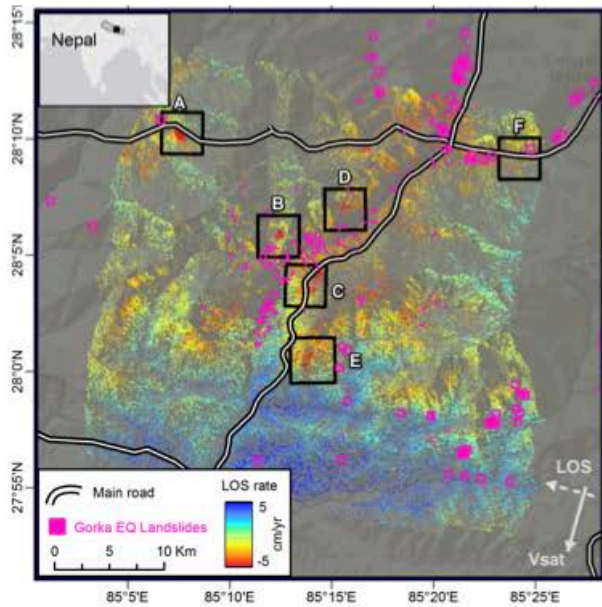 Nepal
28°15'N
28°10'N
28°5'N
28°0'N
27°55'N
A
F
D
B
C
E
Main road
Gorka EQ Landslides
0 5 10 Km
LOS rate
5
-5
cm/yr
LOS
Vsat
85°5'E 85°10'E 85°15'E 85°20'E 85°25'E